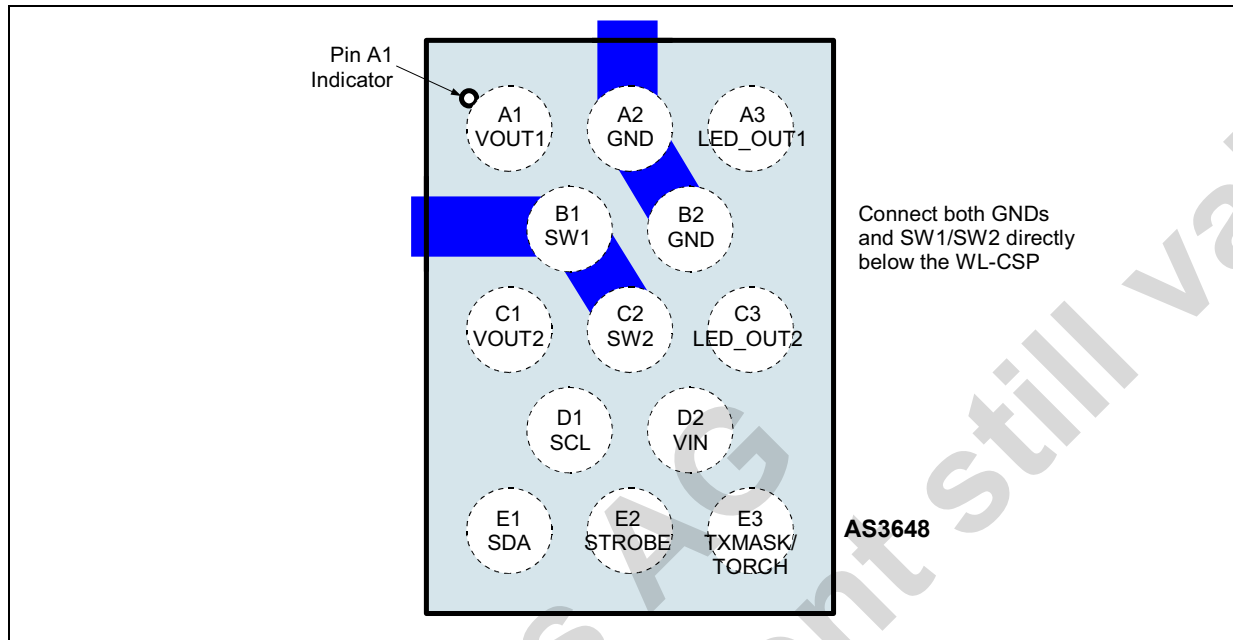 Pin A1
Indicator
A1
VOUT1
A2
GND
A3
LED_OUT1
B1
SW1
B2
GND
Connect both GNDs
and SW1/SW2 directly
below the WL-CSP
C1
VOUT2
C2
SW2
C3
LED_OUT2
D1
SCL
D2
VIN
E1
SDA
E2
STROBE
E3
TXMASK/
TORCH
AS3648
AG
still